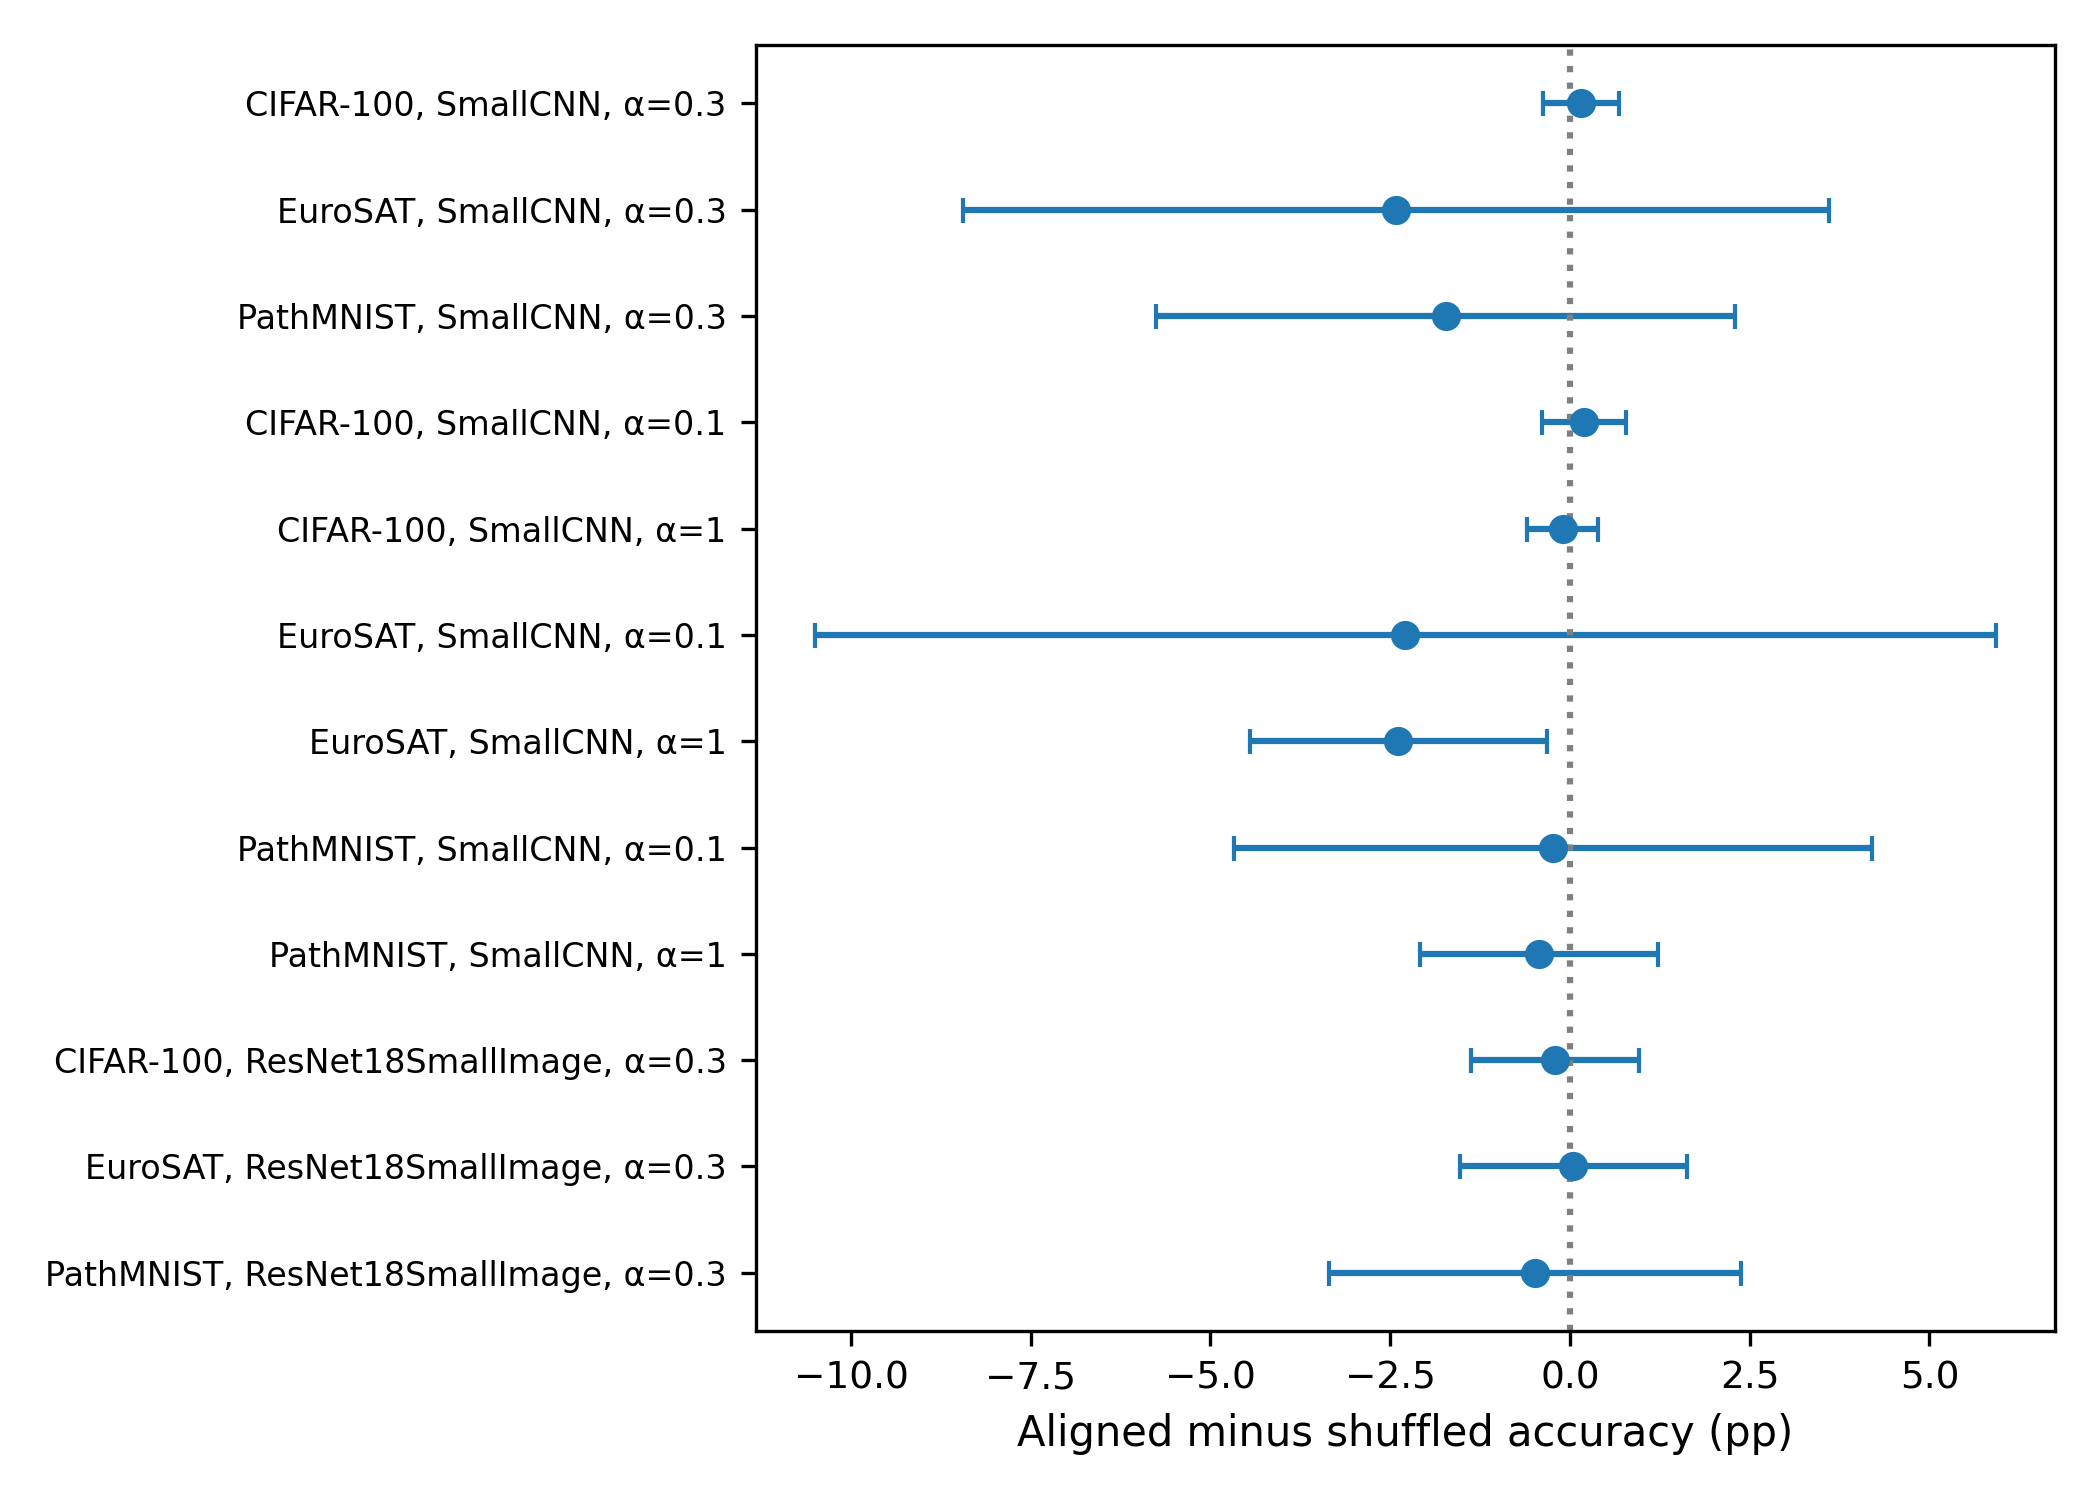 CIFAR-100, SmallCNN, α=0.3
EuroSAT, SmallCNN, α=0.3
PathMNIST, SmallCNN, α=0.3
CIFAR-100, SmallCNN, α=0.1
CIFAR-100, SmallCNN, α=1
EuroSAT, SmallCNN, α=0.1
EuroSAT, SmallCNN, α=1
PathMNIST, SmallCNN, α=0.1
PathMNIST, SmallCNN, α=1
CIFAR-100, ResNet18SmallImage, α=0.3
EuroSAT, ResNet18SmallImage, α=0.3
PathMNIST, ResNet18SmallImage, α=0.3
−10.0 −7.5 −5.0 −2.5 0.0 2.5 5.0
Aligned minus shuffled accuracy (pp)